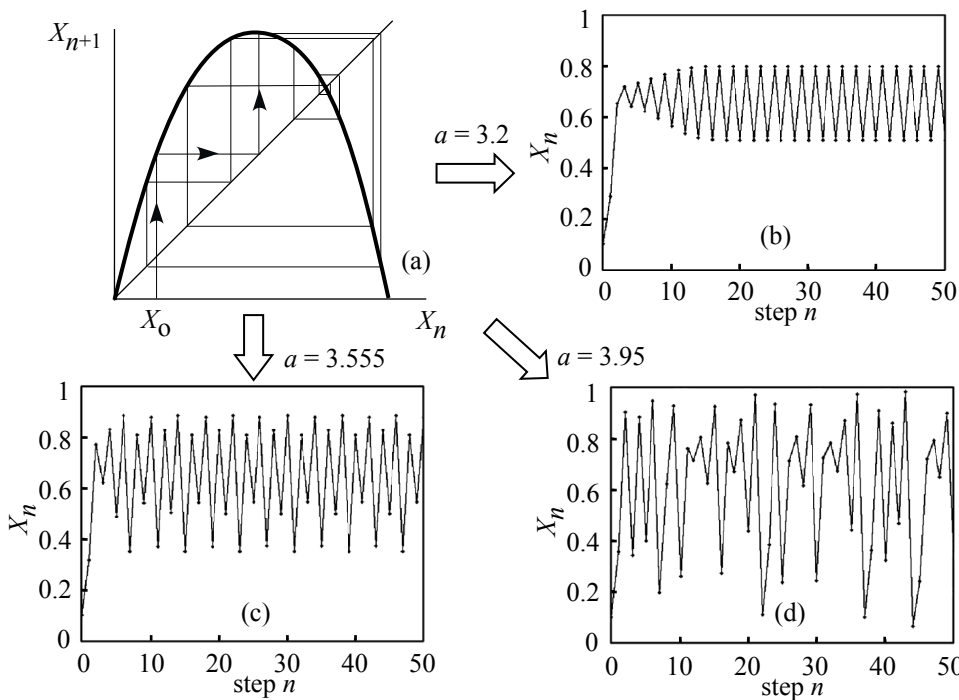 X_{n+1}
(a)
X_o
X_n
a = 3.2
1
0.8
0.6
0.4
0.2
0
X_n
(b)
0 10 20 30 40 50
step n
a = 3.555
a = 3.95
1
0.8
0.6
0.4
0.2
0
X_n
(c)
0 10 20 30 40 50
step n
1
0.8
0.6
0.4
0.2
0
X_n
(d)
0 10 20 30 40 50
step n